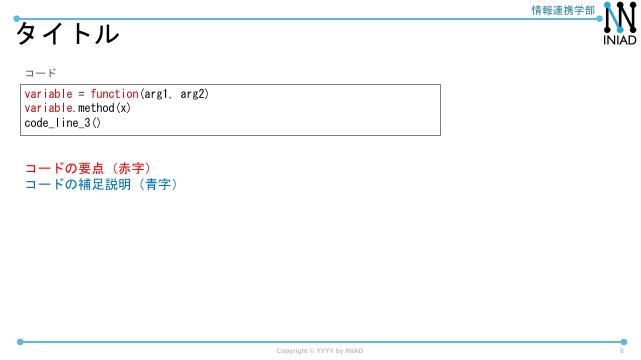 情報連携学部
INIAD
タイトル
コード
variable = function(arg1, arg2)
variable.method(x)
code_line_3()
コードの要点（赤字）
コードの補足説明（青字）
Copyright © YYYY by INIAD